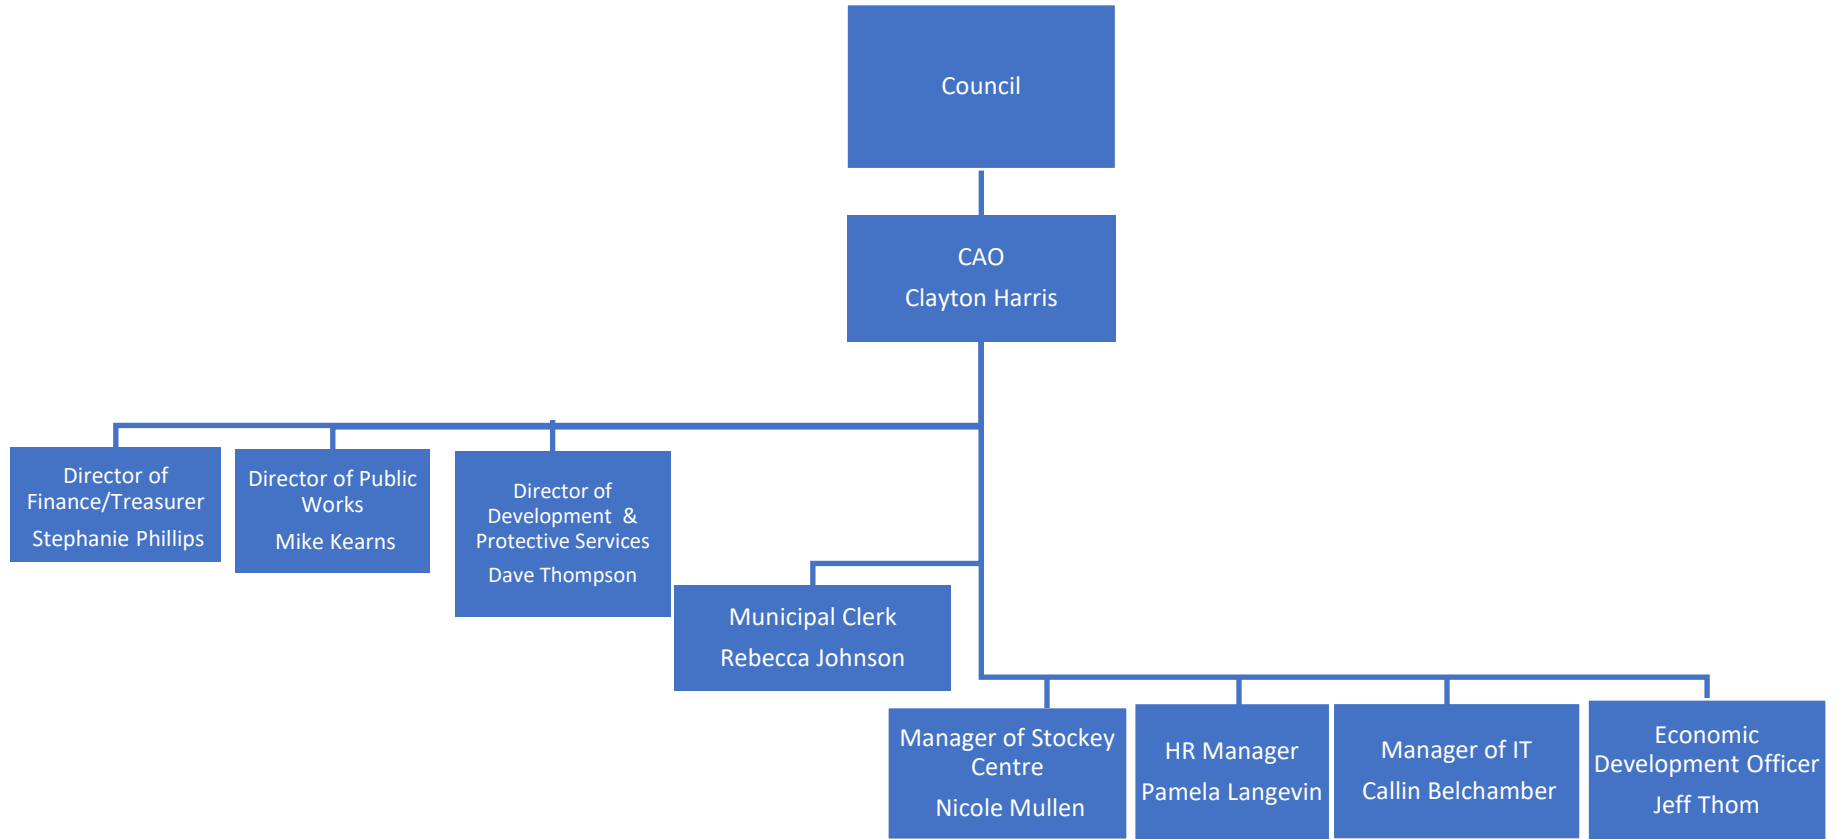 Council
CAO
Clayton Harris
Director of
Finance/Treasurer
Stephanie Phillips
Director of Public
Works
Mike Kearns
Director of
Development  &
Protective Services
Dave Thompson
Municipal Clerk
Rebecca Johnson
Manager of Stockey
Centre
Nicole Mullen
HR Manager
Pamela Langevin
Manager of IT
Callin Belchamber
Economic
Development Officer
Jeff Thom